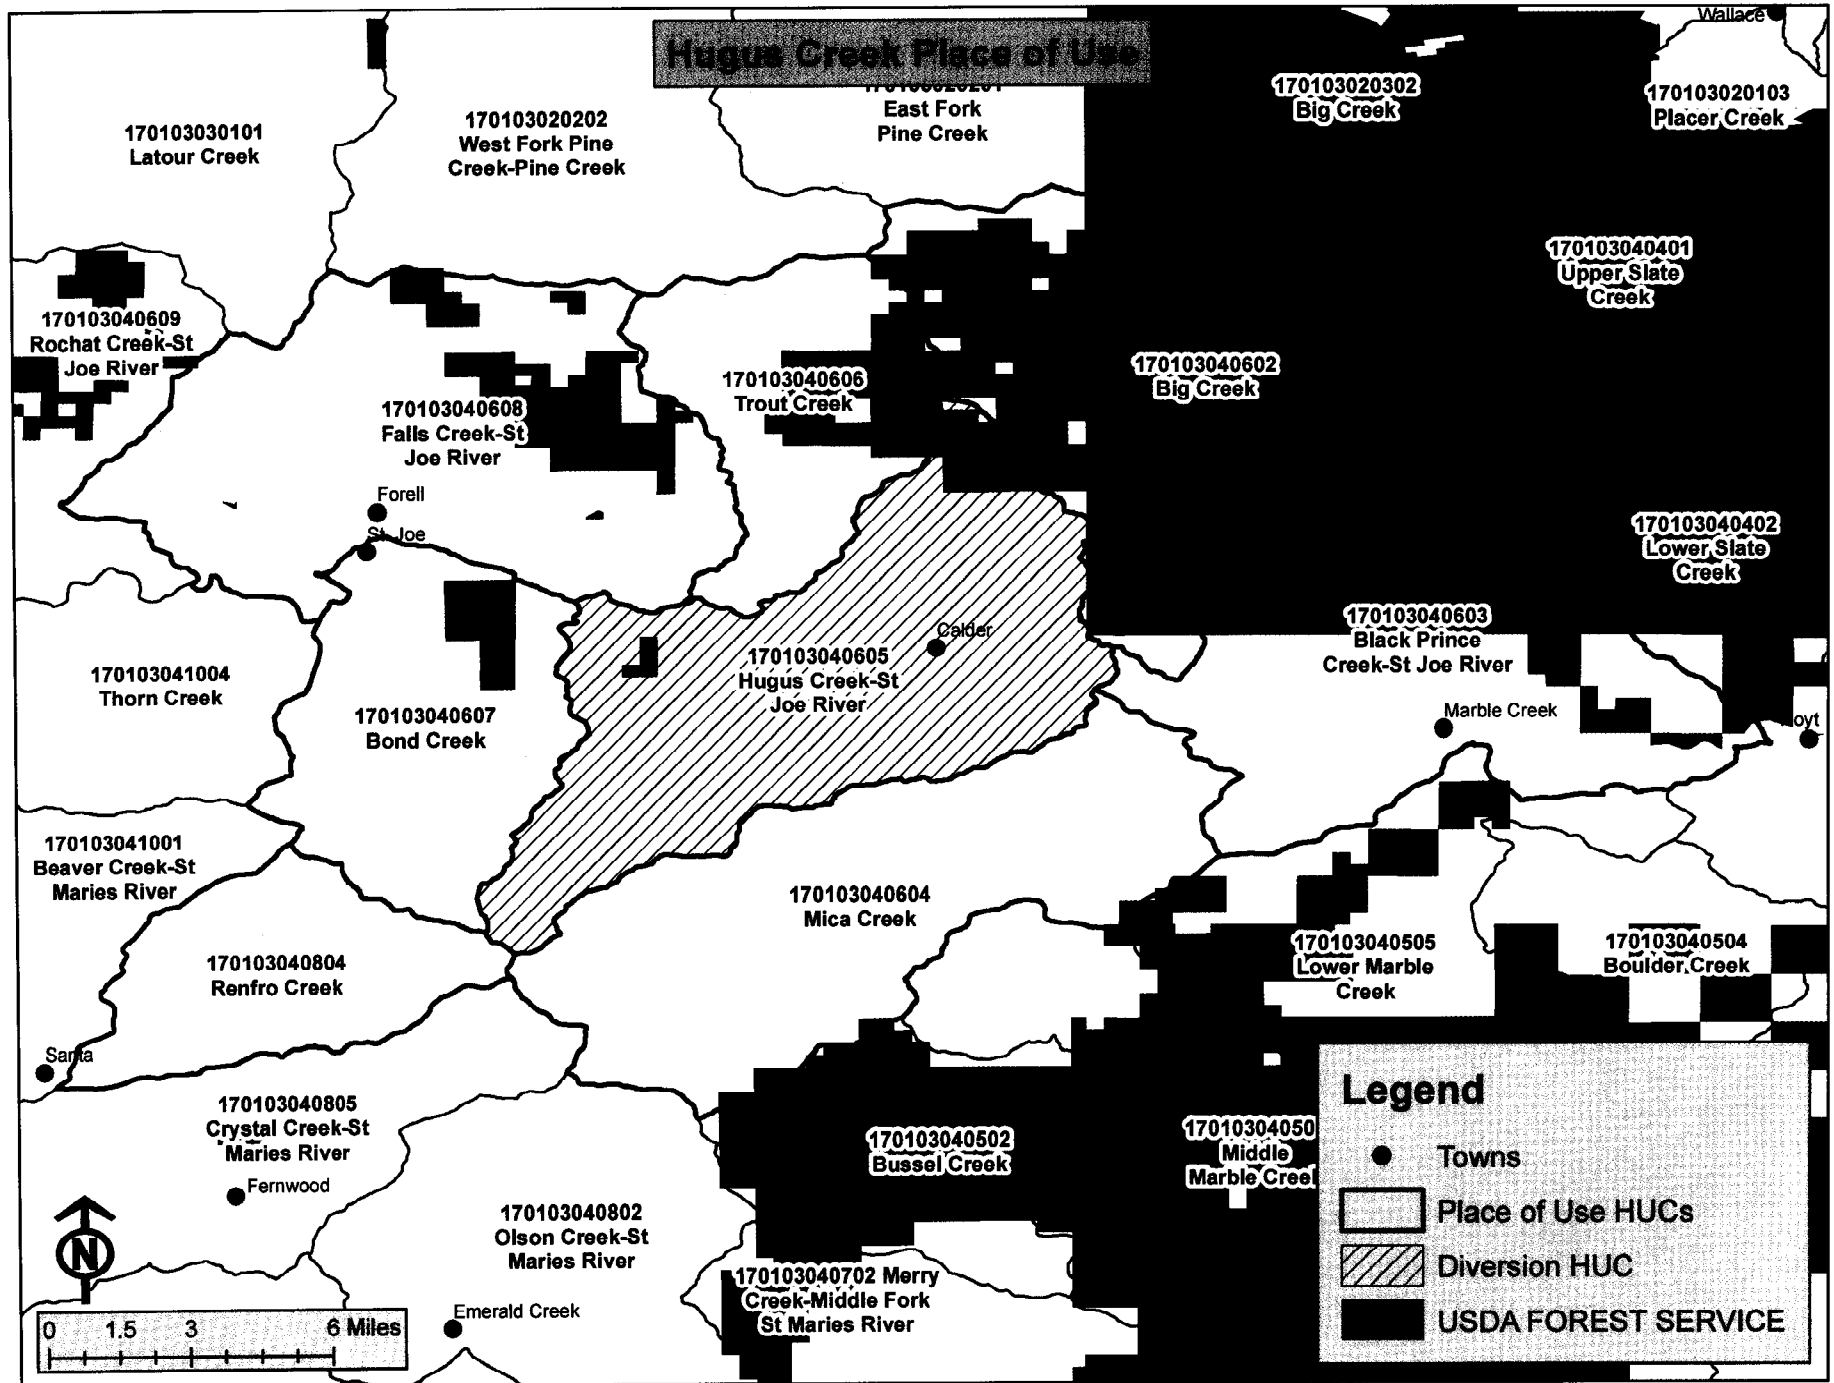 Wallace
Hugus Creek Place of Use
170103020302
Big Creek
170103020103
Placer Creek
East Fork
Pine Creek
170103030101
Latour Creek
170103020202
West Fork Pine
Creek-Pine Creek
170103040401
Upper Slate
Creek
170103040609
Rochat Creek-St
Joe River
170103040602
Big Creek
170103040606
Trout Creek
170103040608
Falls Creek-St
Joe River
Forell
St. Joe
170103040402
Lower Slate
Creek
170103040603
Black Prince
Creek-St Joe River
Calder
170103040605
Hugus Creek-St
Joe River
170103041004
Thorn Creek
170103040607
Bond Creek
Marble Creek
oyt
170103041001
Beaver Creek-St
Maries River
170103040604
Mica Creek
170103040505
Lower Marble
Creek
170103040504
Boulder Creek
170103040804
Renfro Creek
Santa
170103040805
Crystal Creek-St
Maries River
Fernwood
170103040502
Bussel Creek
17010304050
Middle
Marble Creek
170103040802
Olson Creek-St
Maries River
170103040702 Merry
Creek-Middle Fork
St Maries River
Emerald Creek
N
0 1.5 3 6 Miles
Legend
Towns
Place of Use HUCs
Diversion HUC
USDA FOREST SERVICE